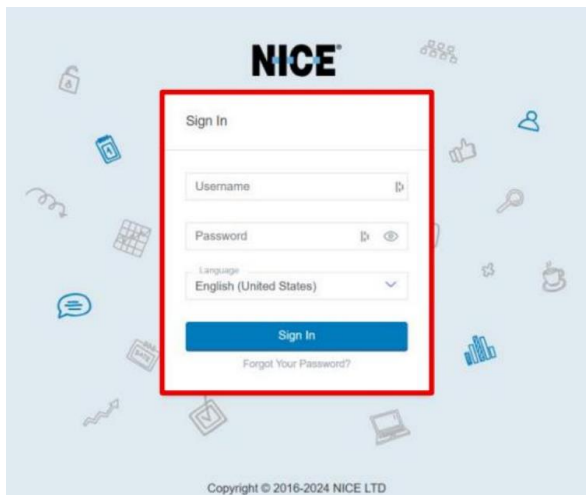 NICE®
Sign In
Username
Password
Language
English (United States)
Sign In
Forgot Your Password?
Copyright © 2016-2024 NICE LTD